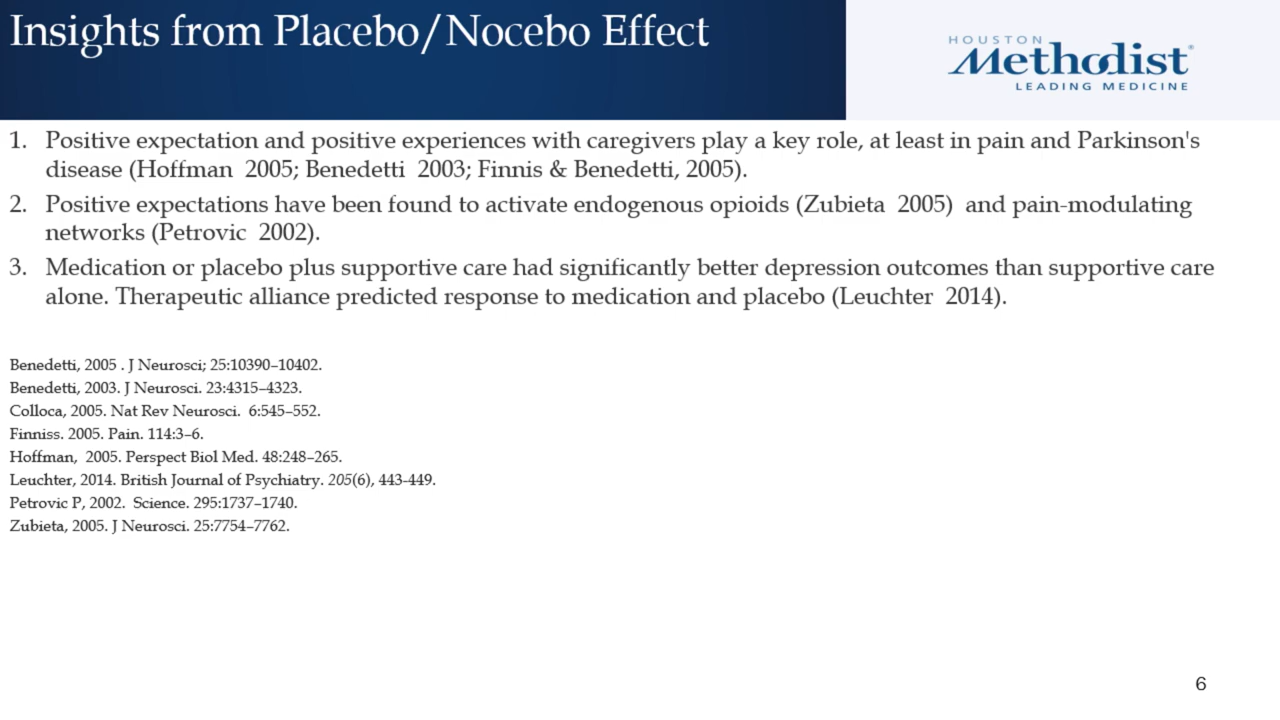 Insights from Placebo/Nocebo Effect
HOUSTON
Methodist®
LEADING MEDICINE
1. Positive expectation and positive experiences with caregivers play a key role, at least in pain and Parkinson's
disease (Hoffman  2005; Benedetti  2003; Finnis & Benedetti, 2005).
2. Positive expectations have been found to activate endogenous opioids (Zubieta  2005)  and pain-modulating
networks (Petrovic  2002).
3. Medication or placebo plus supportive care had significantly better depression outcomes than supportive care
alone. Therapeutic alliance predicted response to medication and placebo (Leuchter  2014).
Benedetti, 2005 . J Neurosci; 25:10390–10402.
Benedetti, 2003. J Neurosci. 23:4315–4323.
Colloca, 2005. Nat Rev Neurosci.  6:545–552.
Finniss. 2005. Pain. 114:3–6.
Hoffman,  2005. Perspect Biol Med. 48:248–265.
Leuchter, 2014. British Journal of Psychiatry. 205(6), 443-449.
Petrovic P, 2002.  Science. 295:1737–1740.
Zubieta, 2005. J Neurosci. 25:7754–7762.
6